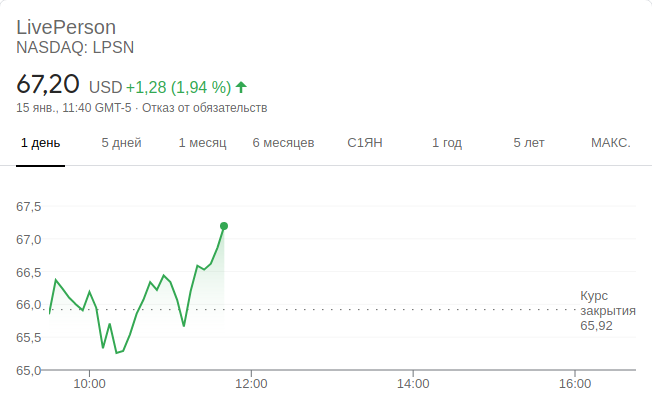 LivePerson
NASDAQ: LPSN
67,20 USD +1,28 (1,94 %)
15 янв., 11:40 GMT-5 · Отказ от обязательств
1 день 5 дней 1 месяц 6 месяцев С1ЯН 1 год 5 лет МАКС.
67,5
67,0
66,5
66,0
65,5
65,0
Курс
закрытия
65,92
10:00 12:00 14:00 16:00